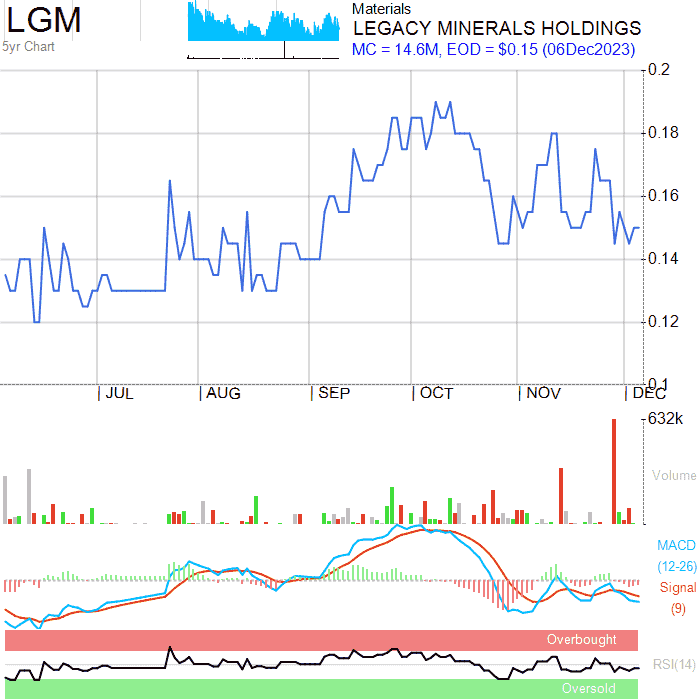 LGM
5yr Chart
Materials
LEGACY MINERALS HOLDINGS
MC = 14.6M, EOD = $0.15 (06Dec2023)
0.2
0.18
0.16
0.14
0.12
0.1
JUL AUG SEP OCT NOV DEC
632k
Volume
MACD
(12-26)
Signal
(9)
Overbought
RSI(14)
Oversold